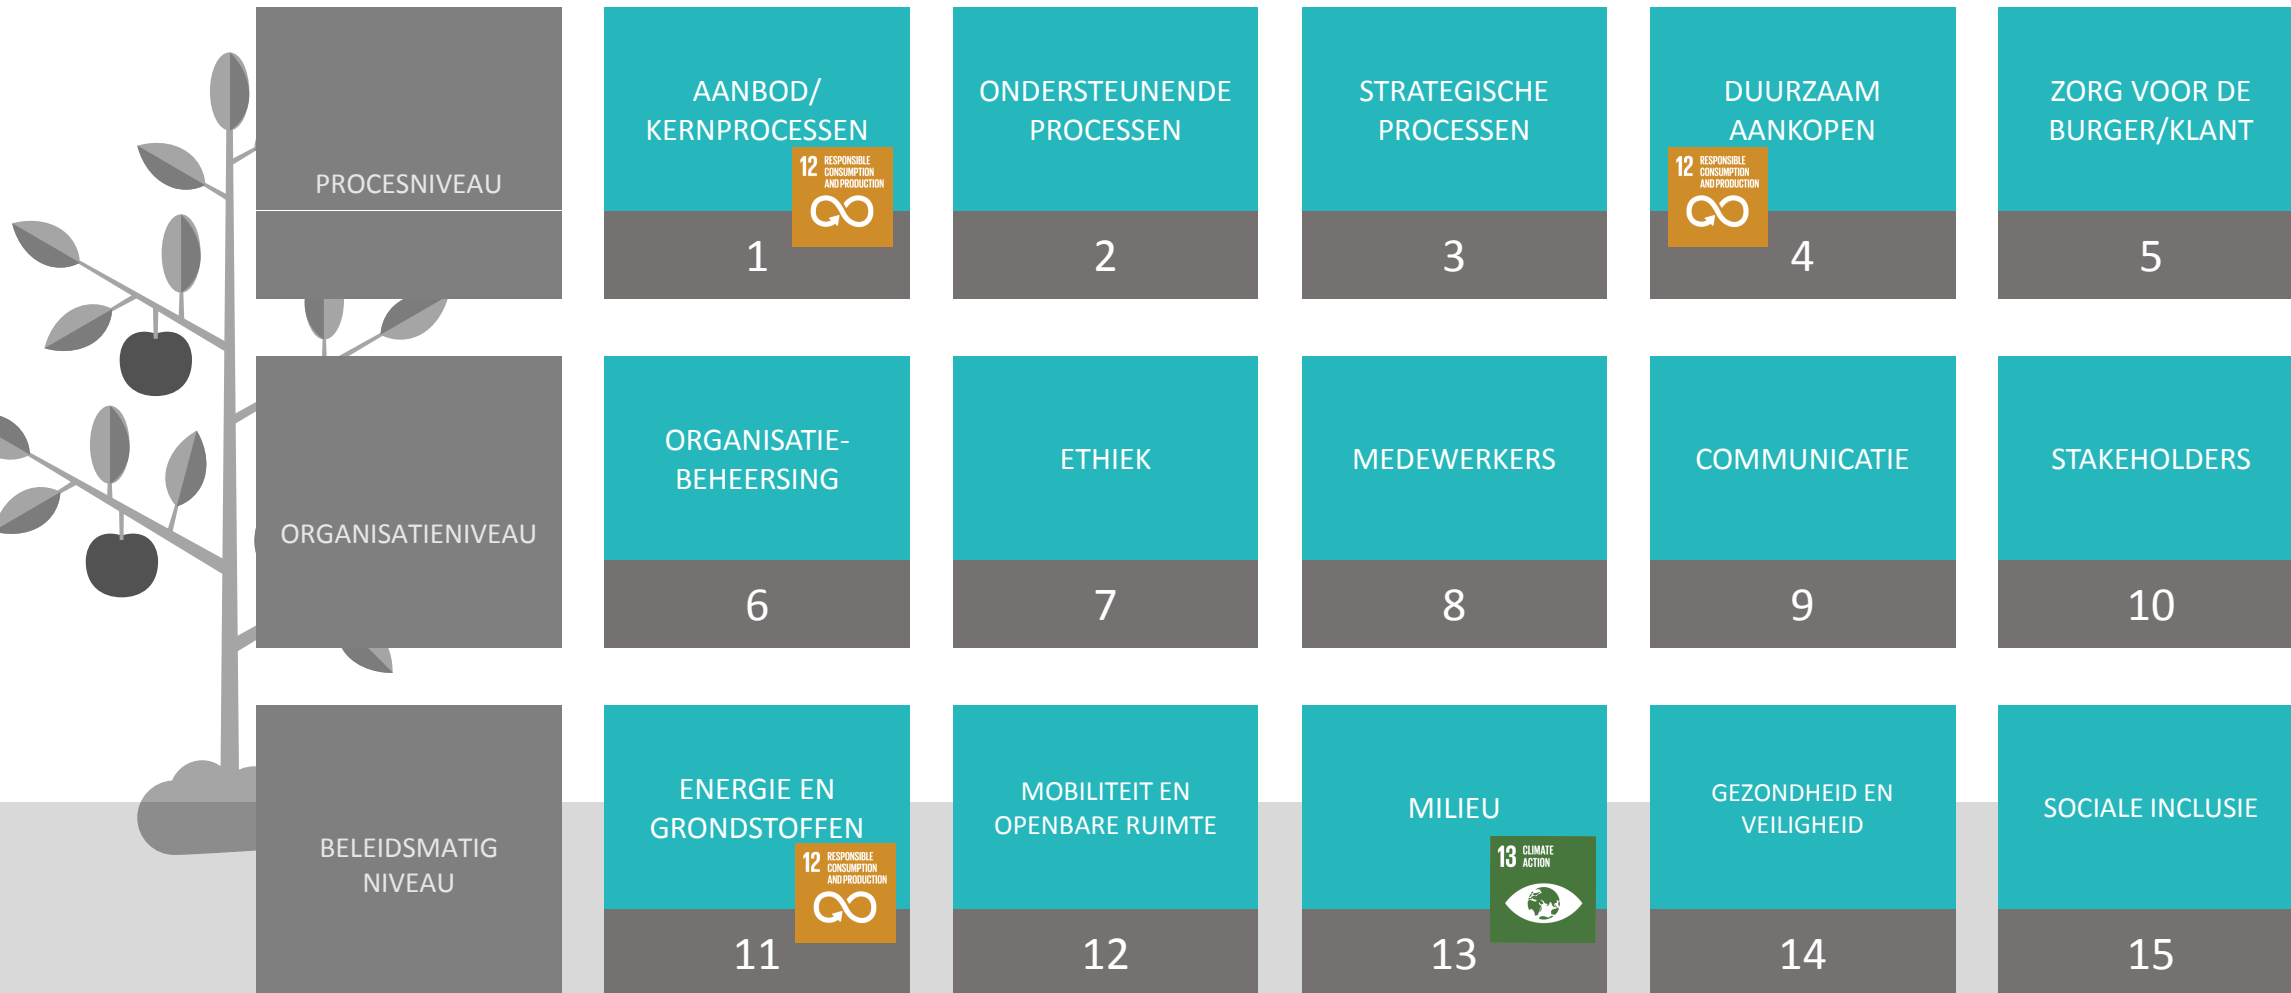 PROCESNIVEAU
AANBOD/
KERNPROCESSEN
12 RESPONSIBLE
CONSUMPTION
AND PRODUCTION
1
ONDERSTEUNENDE
PROCESSEN
2
STRATEGISCHE
PROCESSEN
3
DUURZAAM
AANKOPEN
12 RESPONSIBLE
CONSUMPTION
AND PRODUCTION
4
ZORG VOOR DE
BURGER/KLANT
5
ORGANISATIENIVEAU
ORGANISATIE-
BEHEERSING
6
ETHIEK
7
MEDEWERKERS
8
COMMUNICATIE
9
STAKEHOLDERS
10
BELEIDSMATIG
NIVEAU
ENERGIE EN
GRONDSTOFFEN
12 RESPONSIBLE
CONSUMPTION
AND PRODUCTION
11
MOBILITEIT EN
OPENBARE RUIMTE
12
MILIEU
13 CLIMATE
ACTION
13
GEZONDHEID EN
VEILIGHEID
14
SOCIALE INCLUSIE
15